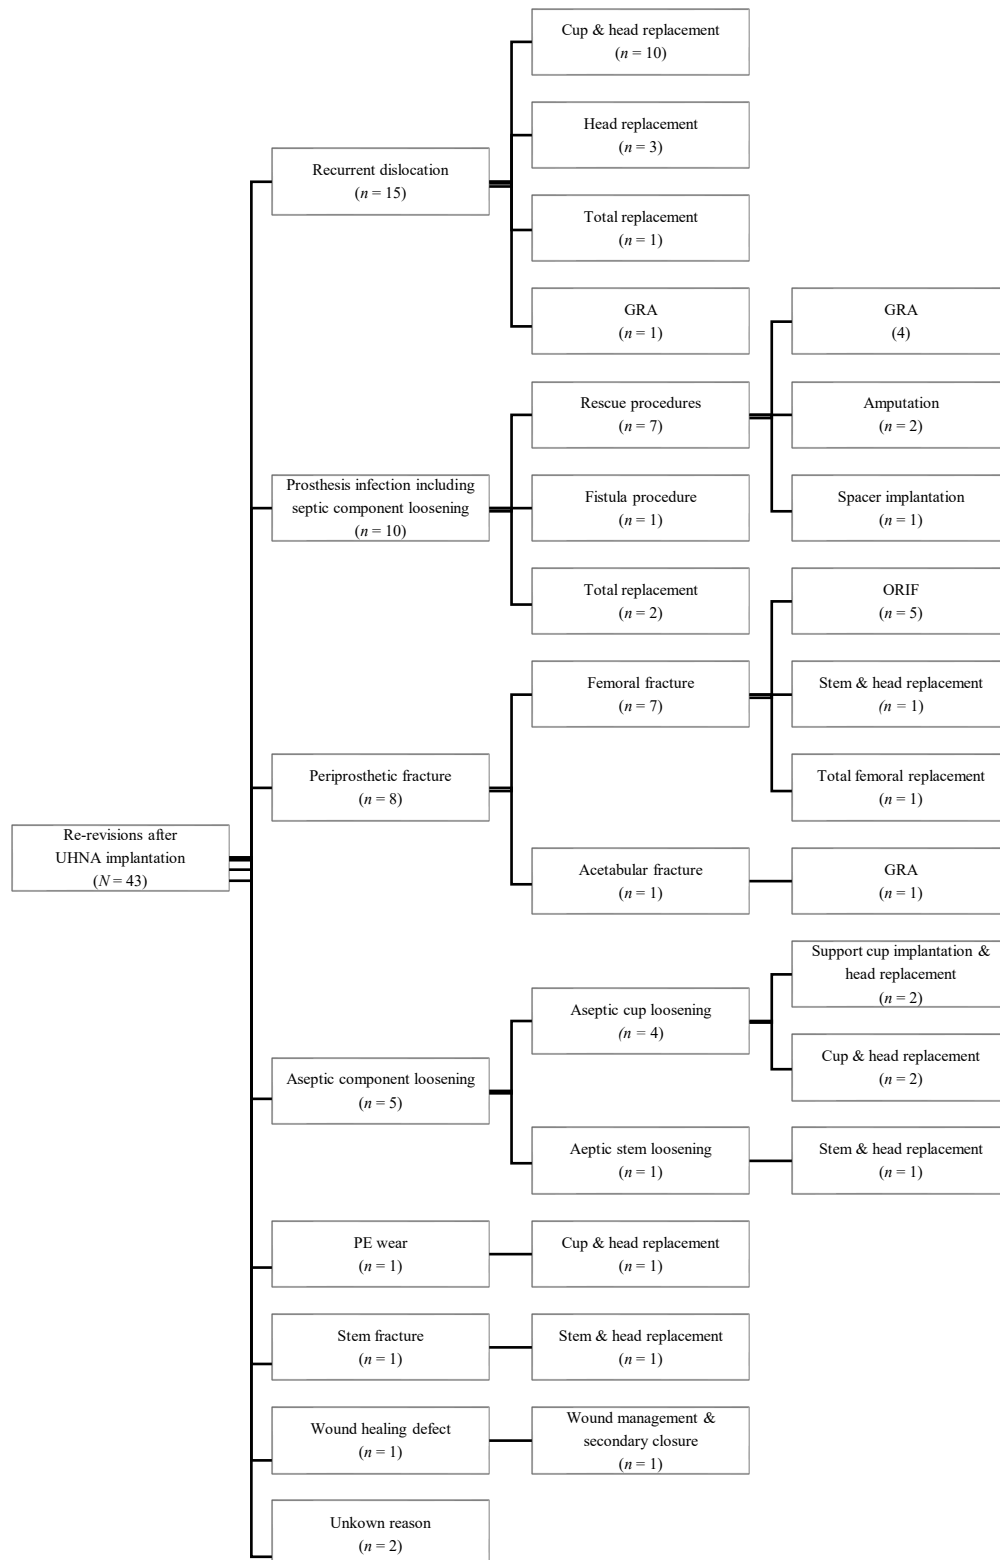 Re-revisions after
UHNA implantation
(N = 43)
Recurrent dislocation
(n = 15)
Cup & head replacement
(n = 10)
Head replacement
(n = 3)
Total replacement
(n = 1)
GRA
(n = 1)
Prosthesis infection including
septic component loosening
(n = 10)
Rescue procedures
(n = 7)
GRA
(4)
Amputation
(n = 2)
Spacer implantation
(n = 1)
Fistula procedure
(n = 1)
Total replacement
(n = 2)
Periprosthetic fracture
(n = 8)
Femoral fracture
(n = 7)
ORIF
(n = 5)
Stem & head replacement
(n = 1)
Total femoral replacement
(n = 1)
Acetabular fracture
(n = 1)
GRA
(n = 1)
Aseptic component loosening
(n = 5)
Aseptic cup loosening
(n = 4)
Support cup implantation &
head replacement
(n = 2)
Cup & head replacement
(n = 2)
Aeptic stem loosening
(n = 1)
Stem & head replacement
(n = 1)
PE wear
(n = 1)
Cup & head replacement
(n = 1)
Stem fracture
(n = 1)
Stem & head replacement
(n = 1)
Wound healing defect
(n = 1)
Wound management &
secondary closure
(n = 1)
Unkown reason
(n = 2)